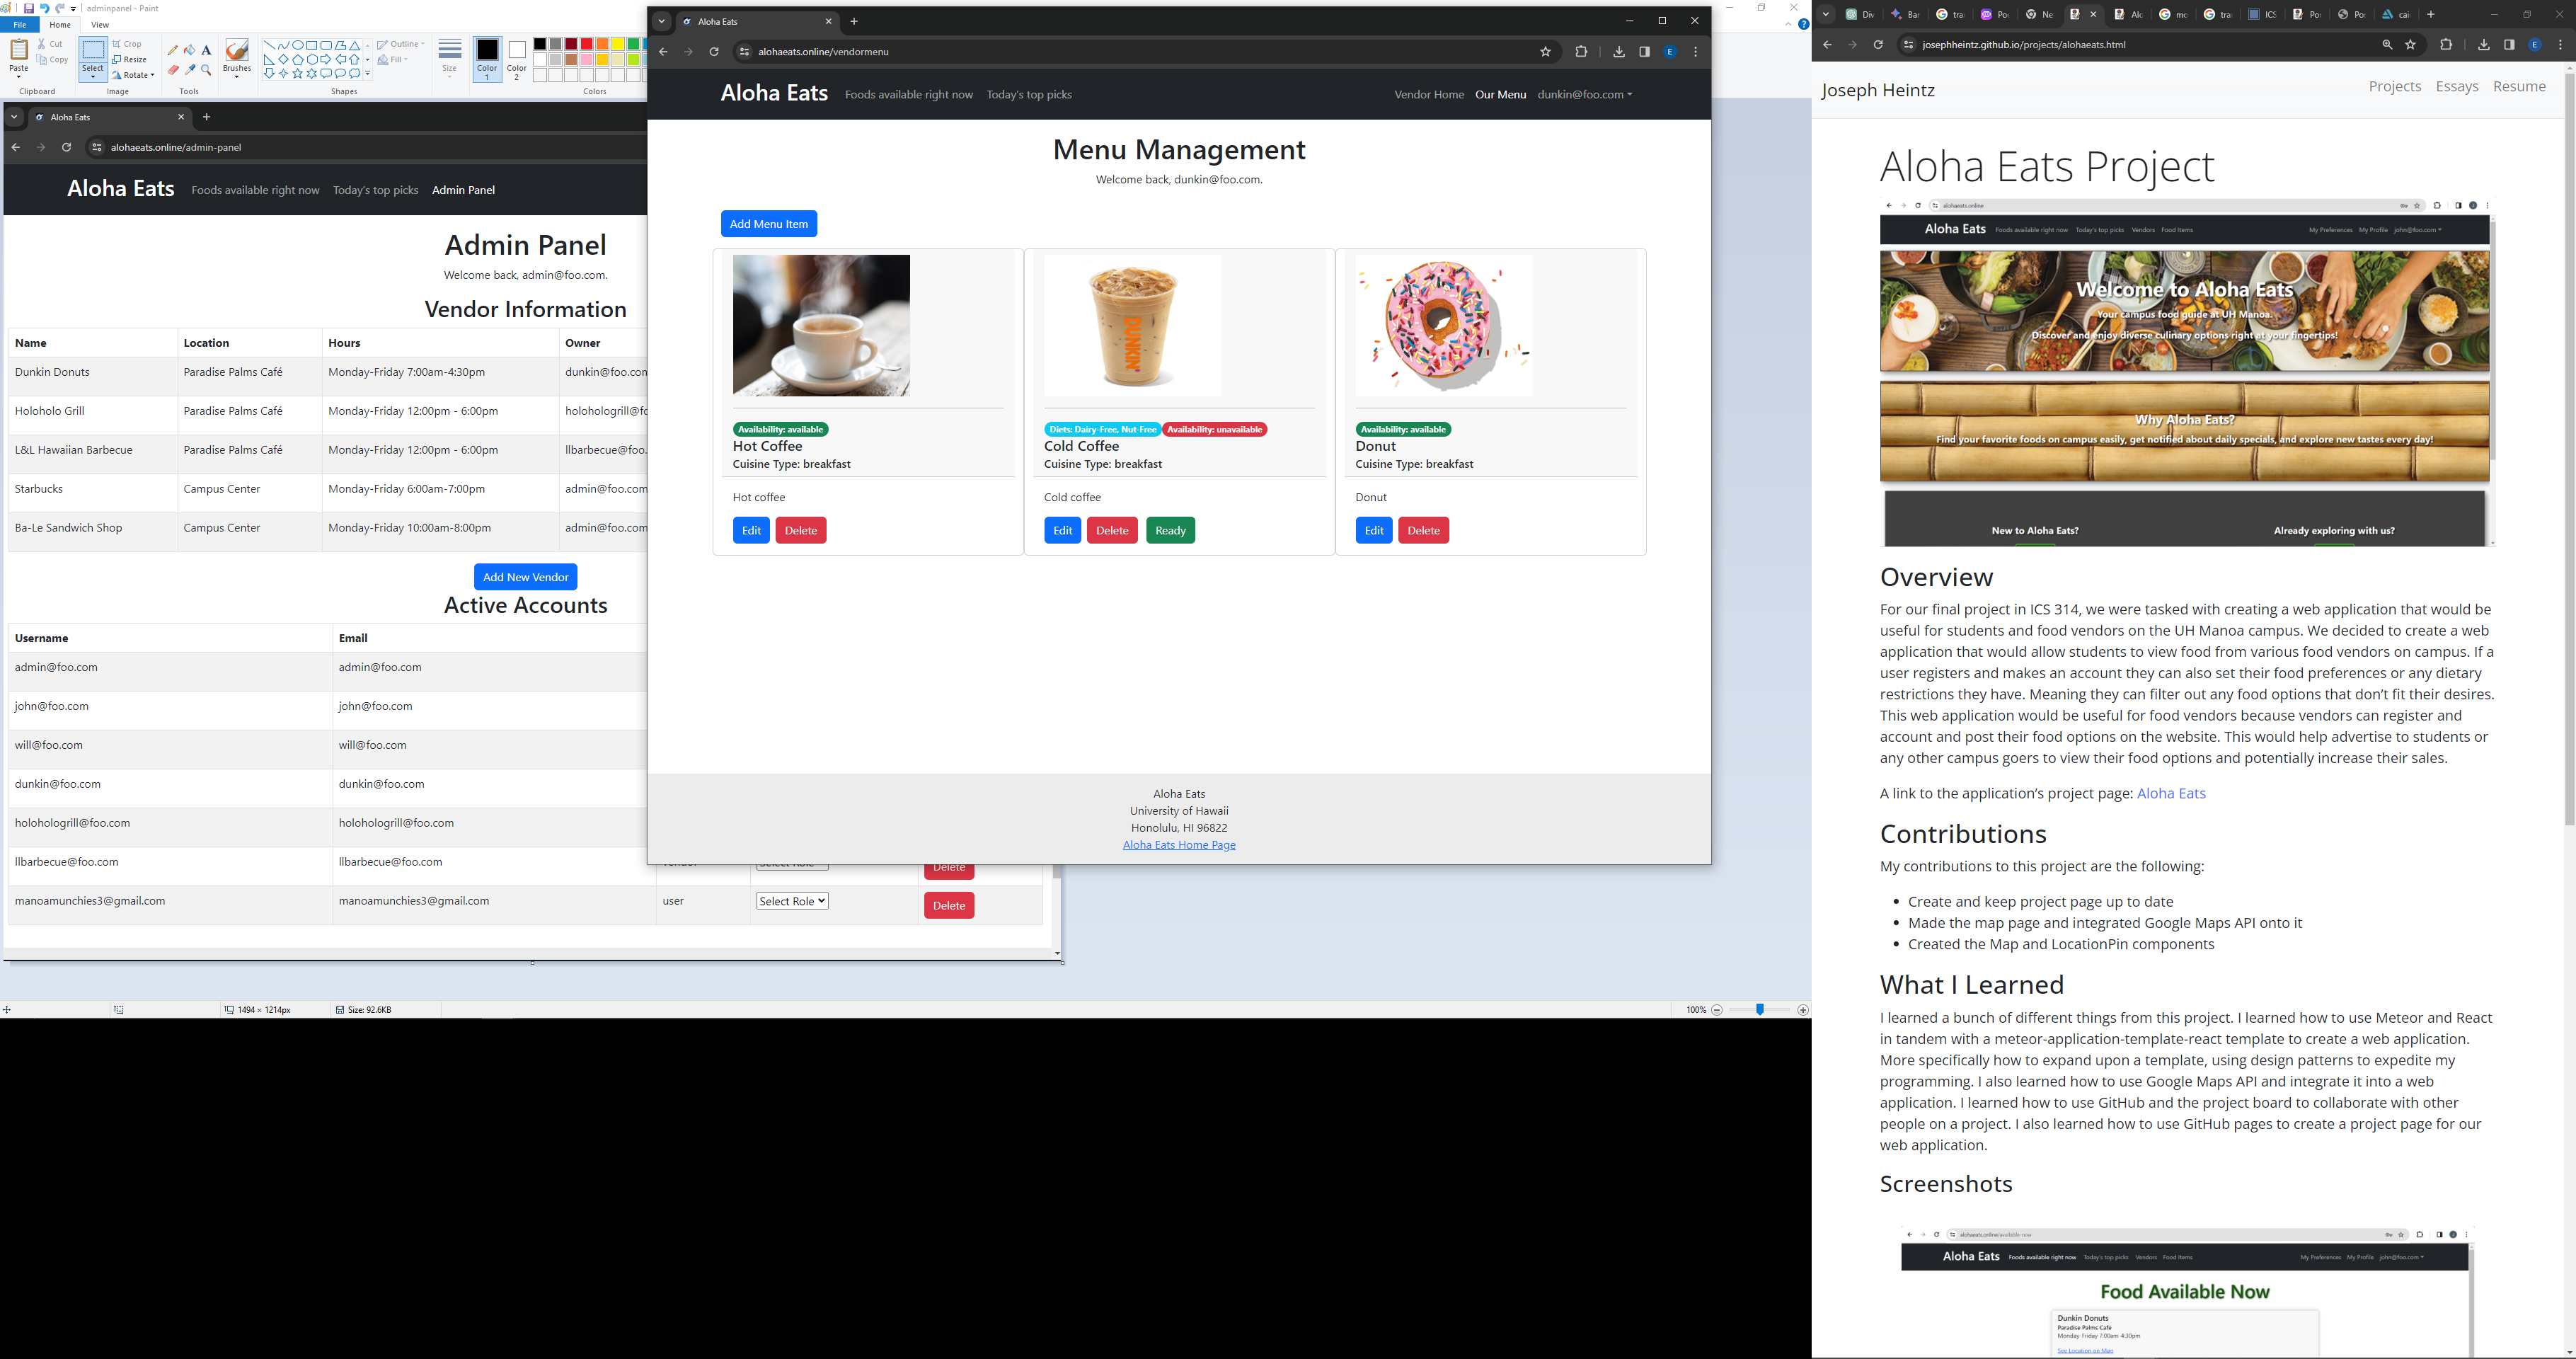 adminpanel - Paint
File Home View
Paste
Cut
Copy
Clipboard
Select
Crop
Resize
Rotate
Image
Tools
Brushes
Shapes
Outline
Fill
Size
Color 1
Color 2
Colors
Aloha Eats
alohaeats.online/admin-panel
Aloha Eats Foods available right now Today's top picks Admin Panel
Admin Panel
Welcome back, admin@foo.com.
Vendor Information
Name Location Hours Owner
Dunkin Donuts Paradise Palms Café Monday-Friday 7:00am-4:30pm dunkin@foo.com
Holoholo Grill Paradise Palms Café Monday-Friday 12:00pm - 6:00pm holohologrill@fo
L&L Hawaiian Barbecue Paradise Palms Café Monday-Friday 12:00pm - 6:00pm llbarbecue@foo.
Starbucks Campus Center Monday-Friday 6:00am-7:00pm admin@foo.com
Ba-Le Sandwich Shop Campus Center Monday-Friday 10:00am-8:00pm admin@foo.com
Add New Vendor
Active Accounts
Username Email
admin@foo.com admin@foo.com
john@foo.com john@foo.com
will@foo.com will@foo.com
dunkin@foo.com dunkin@foo.com
holohologrill@foo.com holohologrill@foo.com
llbarbecue@foo.com llbarbecue@foo.com Delete
manoamunchies3@gmail.com manoamunchies3@gmail.com user Select Role Delete
1494 × 1214px Size: 92.6KB 100%
Aloha Eats
alohaeats.online/vendormenu
Aloha Eats Foods available right now Today's top picks Vendor Home Our Menu dunkin@foo.com
Menu Management
Welcome back, dunkin@foo.com.
Add Menu Item
Availability: available
Hot Coffee
Cuisine Type: breakfast
Hot coffee
Edit Delete
DUNKIN'
Diets: Dairy-Free, Nut-Free Availability: unavailable
Cold Coffee
Cuisine Type: breakfast
Cold coffee
Edit Delete Ready
Availability: available
Donut
Cuisine Type: breakfast
Donut
Edit Delete
Aloha Eats
University of Hawaii
Honolulu, HI 96822
Aloha Eats Home Page
Div Bar tra Po Ne Alo mo tra ICS Po Po cai
josephheintz.github.io/projects/alohaeats.html
Joseph Heintz Projects Essays Resume
Aloha Eats Project
alohaeats.online
Aloha Eats Foods available right now Today's top picks Vendors Food Items My Preferences My Profile john@foo.com
Welcome to Aloha Eats
Your campus food guide at UH Manoa.
Discover and enjoy diverse culinary options right at your fingertips!
Why Aloha Eats?
Find your favorite foods on campus easily, get notified about daily specials, and explore new tastes every day!
New to Aloha Eats? Already exploring with us?
Overview
For our final project in ICS 314, we were tasked with creating a web application that would be
useful for students and food vendors on the UH Manoa campus. We decided to create a web
application that would allow students to view food from various food vendors on campus. If a
user registers and makes an account they can also set their food preferences or any dietary
restrictions they have. Meaning they can filter out any food options that don't fit their desires.
This web application would be useful for food vendors because vendors can register and
account and post their food options on the website. This would help advertise to students or
any other campus goers to view their food options and potentially increase their sales.
A link to the application's project page: Aloha Eats
Contributions
My contributions to this project are the following:
Create and keep project page up to date
Made the map page and integrated Google Maps API onto it
Created the Map and LocationPin components
What I Learned
I learned a bunch of different things from this project. I learned how to use Meteor and React
in tandem with a meteor-application-template-react template to create a web application.
More specifically how to expand upon a template, using design patterns to expedite my
programming. I also learned how to use Google Maps API and integrate it into a web
application. I learned how to use GitHub and the project board to collaborate with other
people on a project. I also learned how to use GitHub pages to create a project page for our
web application.
Screenshots
alohaeats.online/available-now
Aloha Eats Foods available right now Today's top picks Vendors Food Items My Preferences My Profile john@foo.com
Food Available Now
Dunkin Donuts
Paradise Palms Café
Monday-Friday 7:00am-4:30pm
See Location on Map